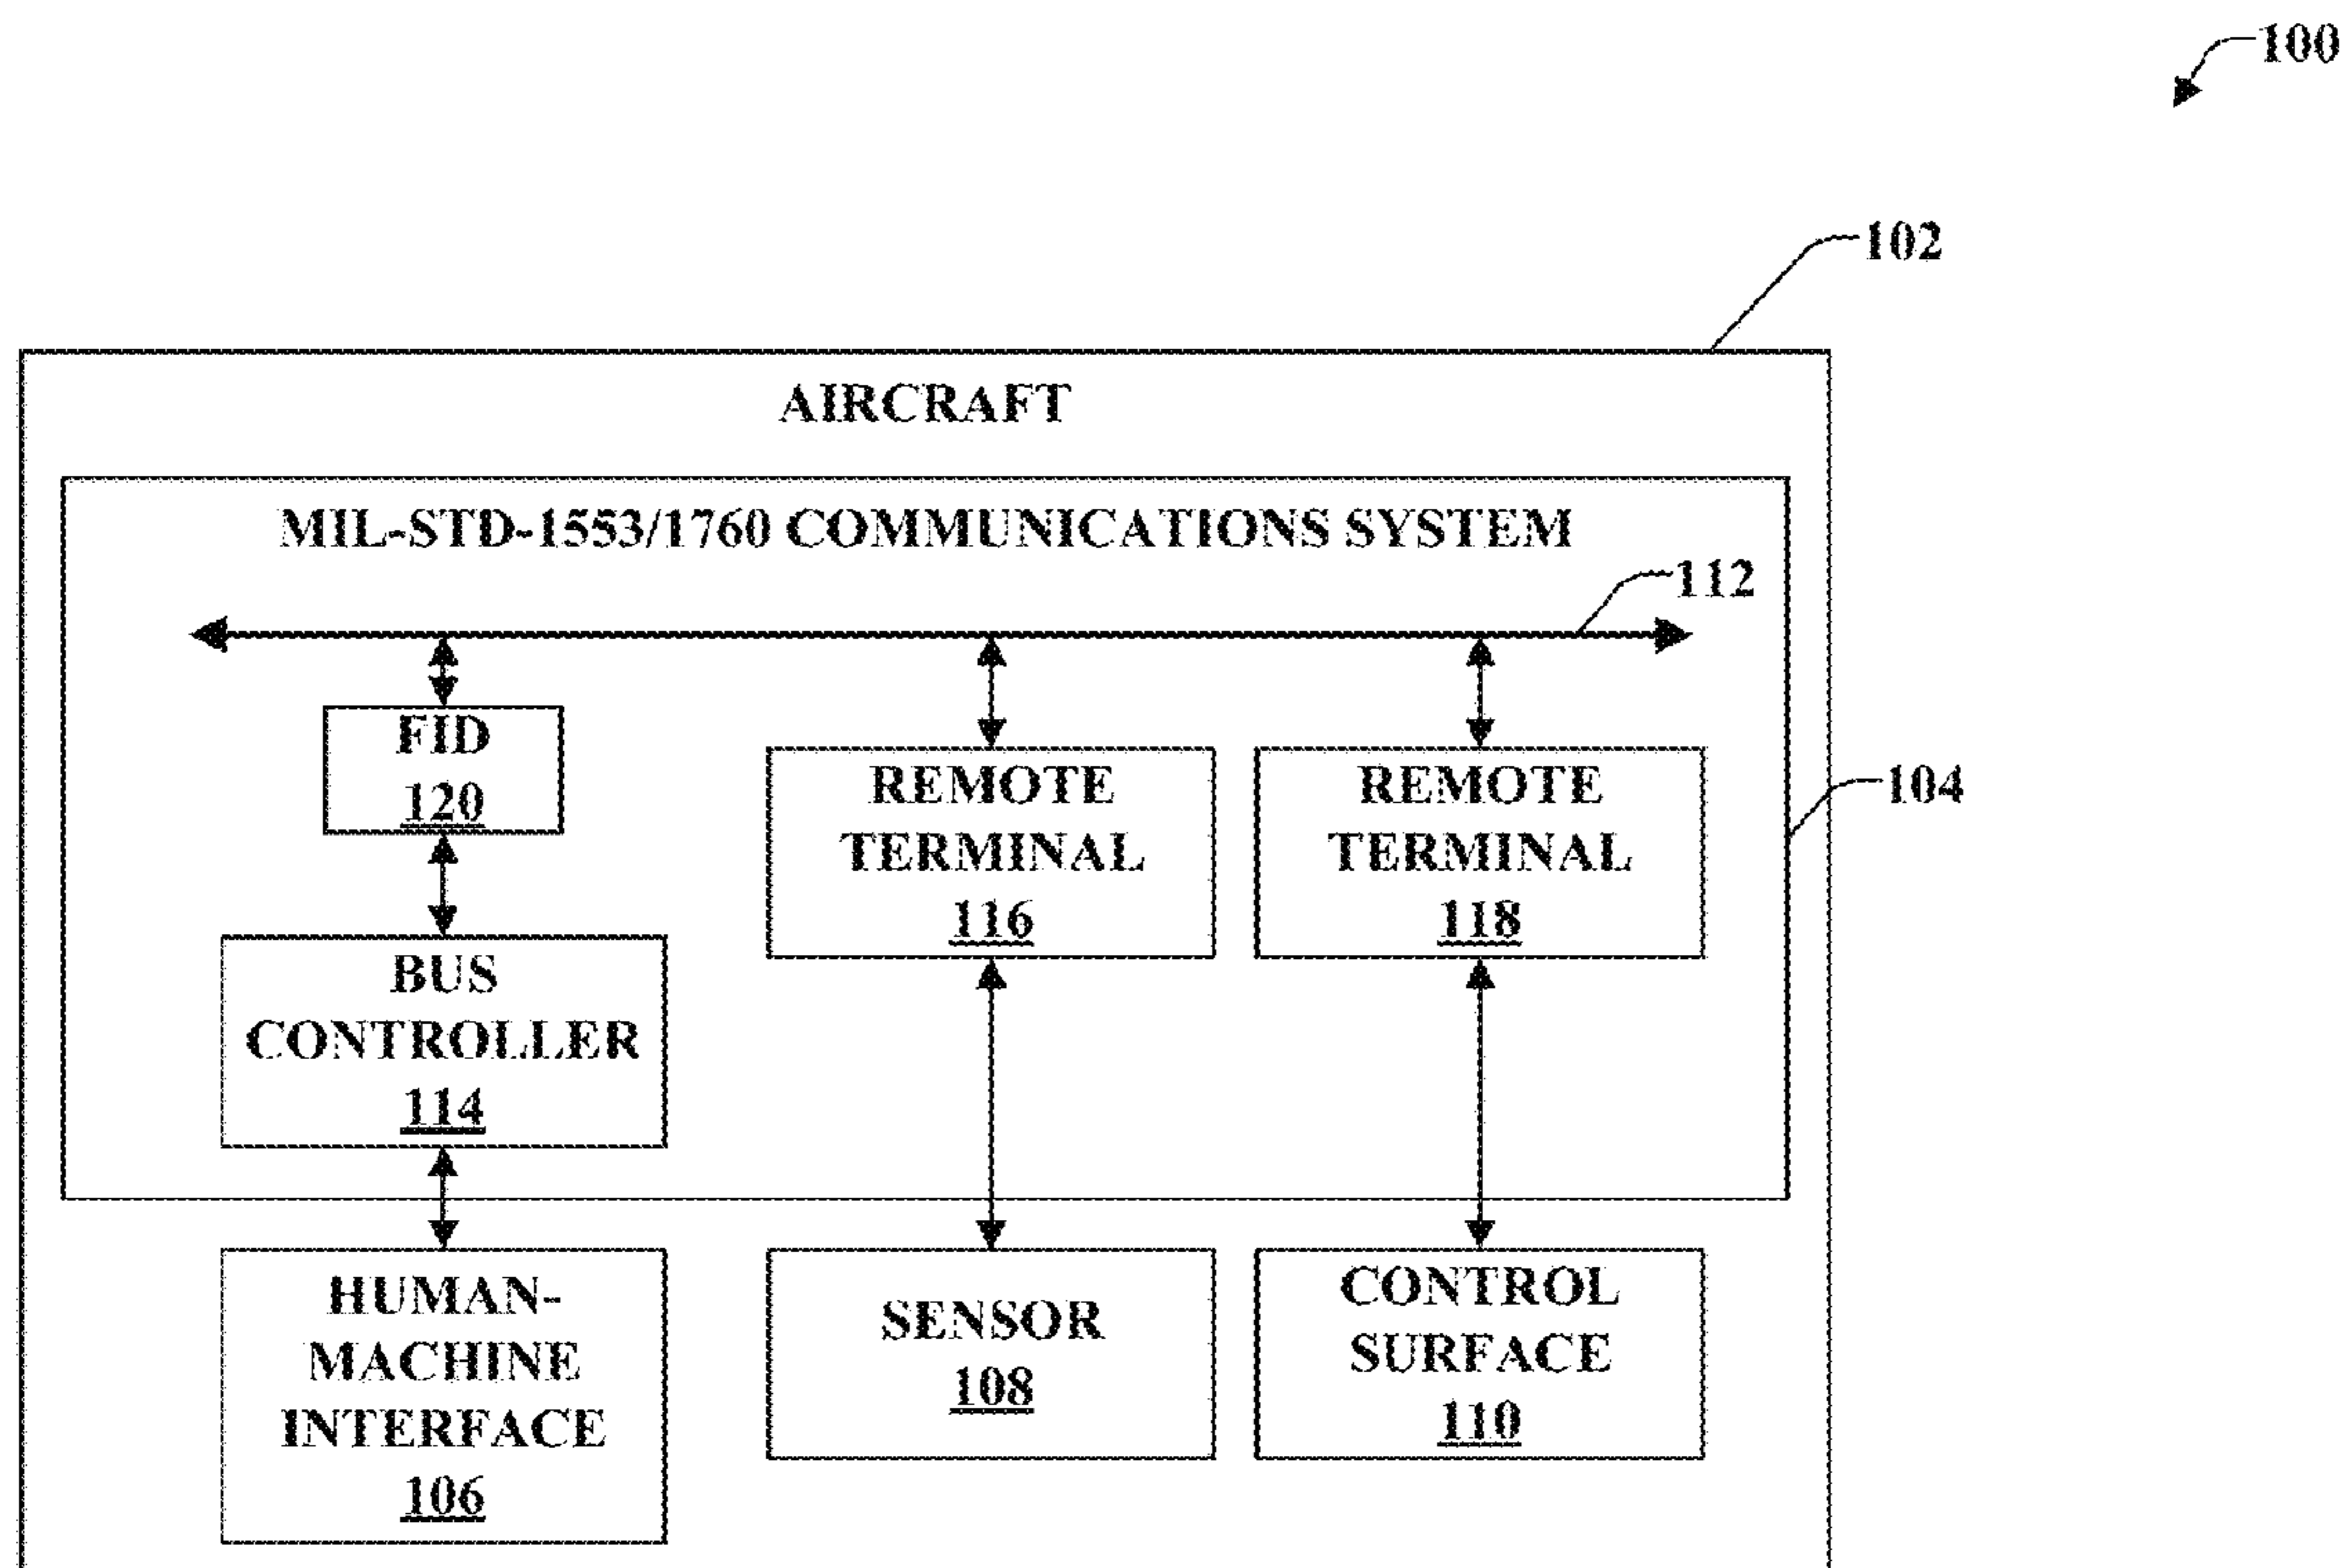 100
102
AIRCRAFT
MIL-STD-1553/1760 COMMUNICATIONS SYSTEM
112
FID
120
REMOTE
TERMINAL
116
REMOTE
TERMINAL
118
104
BUS
CONTROLLER
114
HUMAN-
MACHINE
INTERFACE
106
SENSOR
108
CONTROL
SURFACE
110